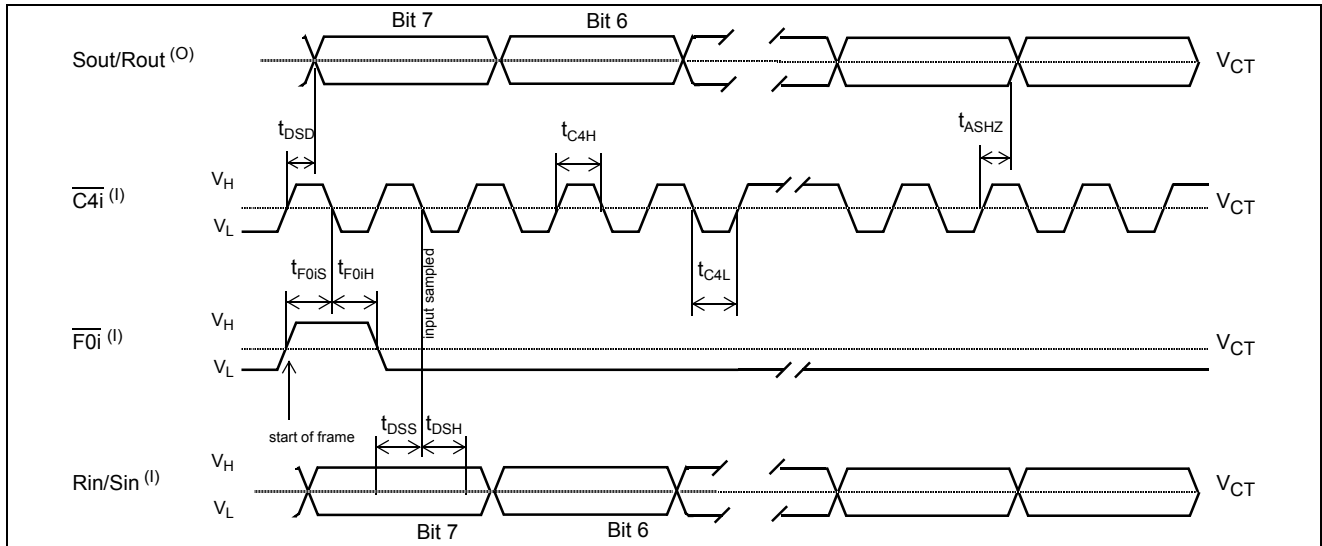 Bit 7 Bit 6
Sout/Rout (O) VCT
tDSD tC4H tASHZ
VH
C4i (I) VCT
VL
tF0iS tF0iH input sampled tC4L
VH
F0i (I) VCT
VL
start of frame tDSS tDSH
VH
Rin/Sin (I) VCT
VL
Bit 7 Bit 6